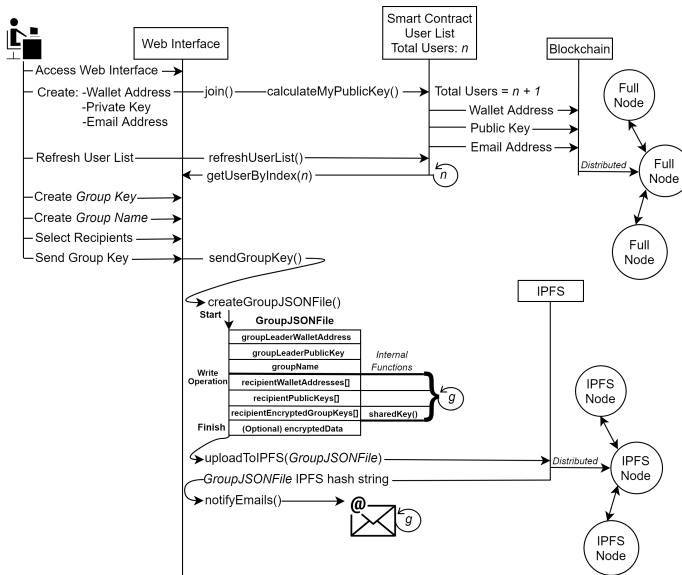 Smart Contract
User List
Total Users: n
Web Interface
Blockchain
Access Web Interface
Create: -Wallet Address
-Private Key
-Email Address
join()
calculateMyPublicKey()
Total Users = n + 1
Wallet Address
Public Key
Email Address
Full
Node
Refresh User List
refreshUserList()
getUserByIndex(n)
n
Distributed
Full
Node
Create Group Key
Create Group Name
Select Recipients
Send Group Key
sendGroupKey()
Full
Node
IPFS
createGroupJSONFile()
Start
GroupJSONFile
groupLeaderWalletAddress
groupLeaderPublicKey
groupName
Internal
Functions
Write
Operation
recipientWalletAddresses[]
recipientPublicKeys[]
recipientEncryptedGroupKeys[]
sharedKey()
g
Finish
(Optional) encryptedData
IPFS
Node
uploadToIPFS(GroupJSONFile)
Distributed
IPFS
Node
GroupJSONFile IPFS hash string
notifyEmails()
@
g
IPFS
Node